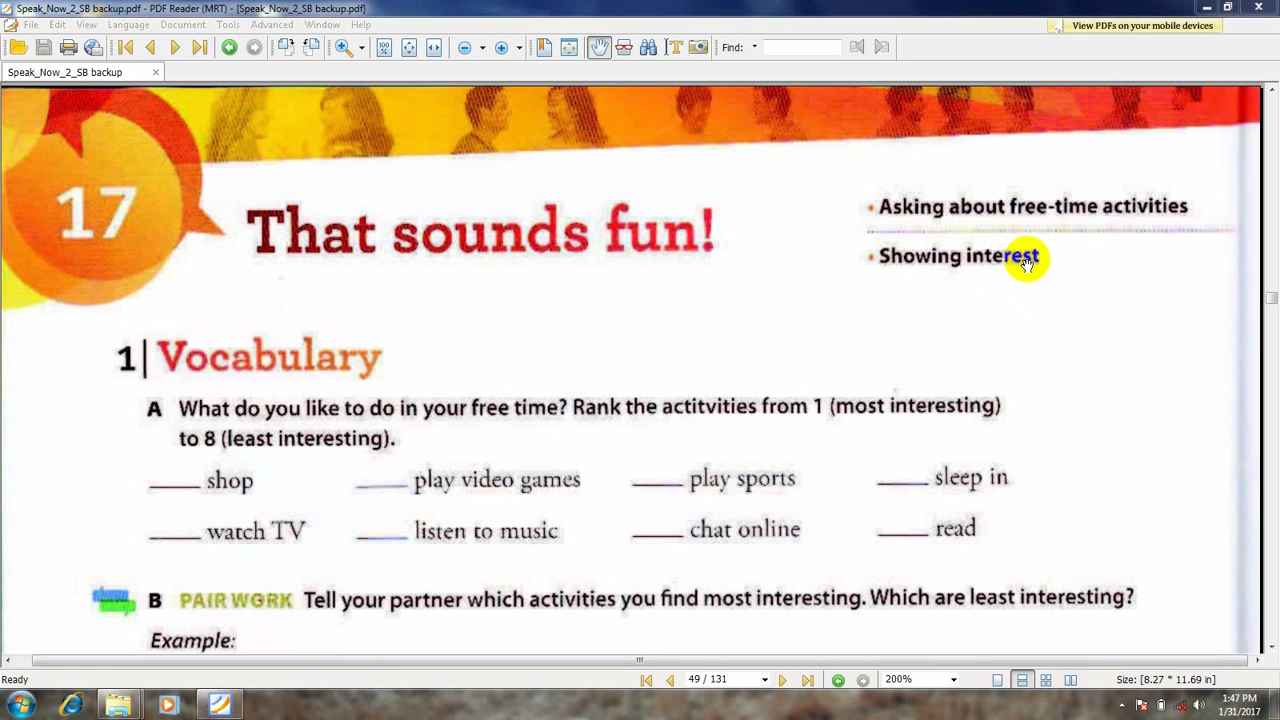 Speak_Now_2_SB backup.pdf - PDF Reader (MRT) - [Speak_Now_2_SB backup.pdf]
File Edit View Language Document Tools Advanced Window Help
View PDFs on your mobile devices
Find:
Speak_Now_2_SB backup
17
That sounds fun!
• Asking about free-time activities
• Showing interest
1| Vocabulary
A What do you like to do in your free time? Rank the actitvities from 1 (most interesting)
to 8 (least interesting).
____ shop ____ play video games ____ play sports ____ sleep in
____ watch TV ____ listen to music ____ chat online ____ read
B PAIR WORK Tell your partner which activities you find most interesting. Which are least interesting?
Example:
Ready 49 / 131 200% Size: [8.27 * 11.69 in]
1:47 PM
1/31/2017